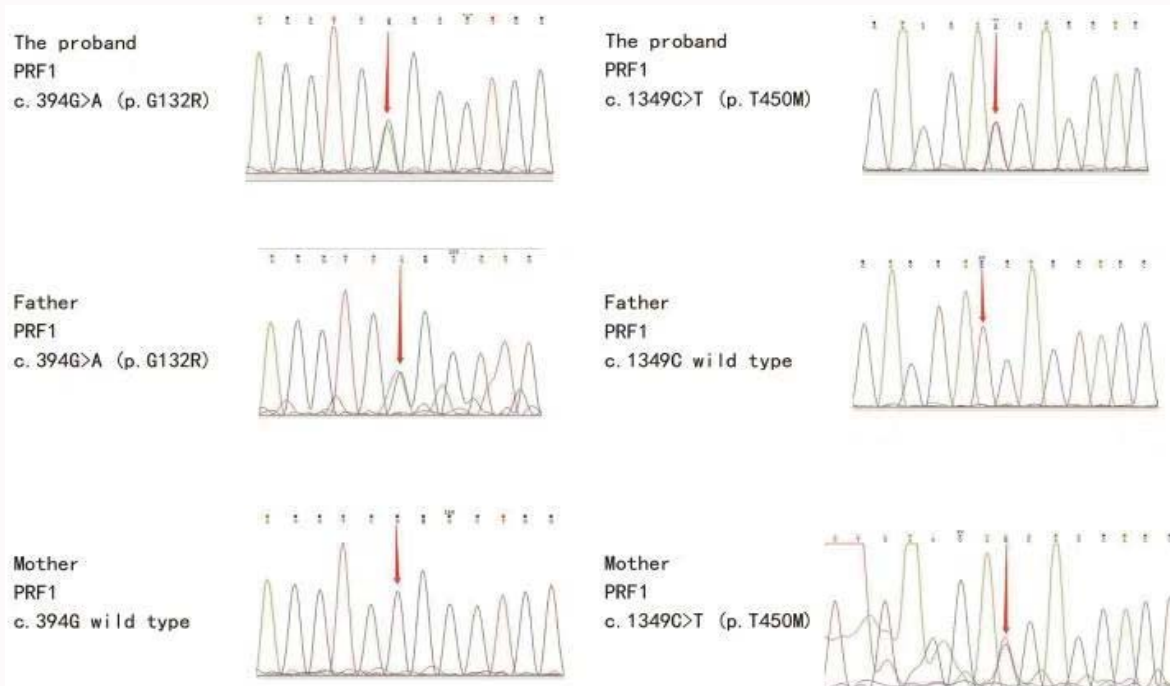 The proband
PRF1
c. 394G>A (p. G132R)
The proband
PRF1
c. 1349C>T (p. T450M)
Father
PRF1
c. 394G>A (p. G132R)
Father
PRF1
c. 1349C wild type
Mother
PRF1
c. 394G wild type
Mother
PRF1
c. 1349C>T (p. T450M)